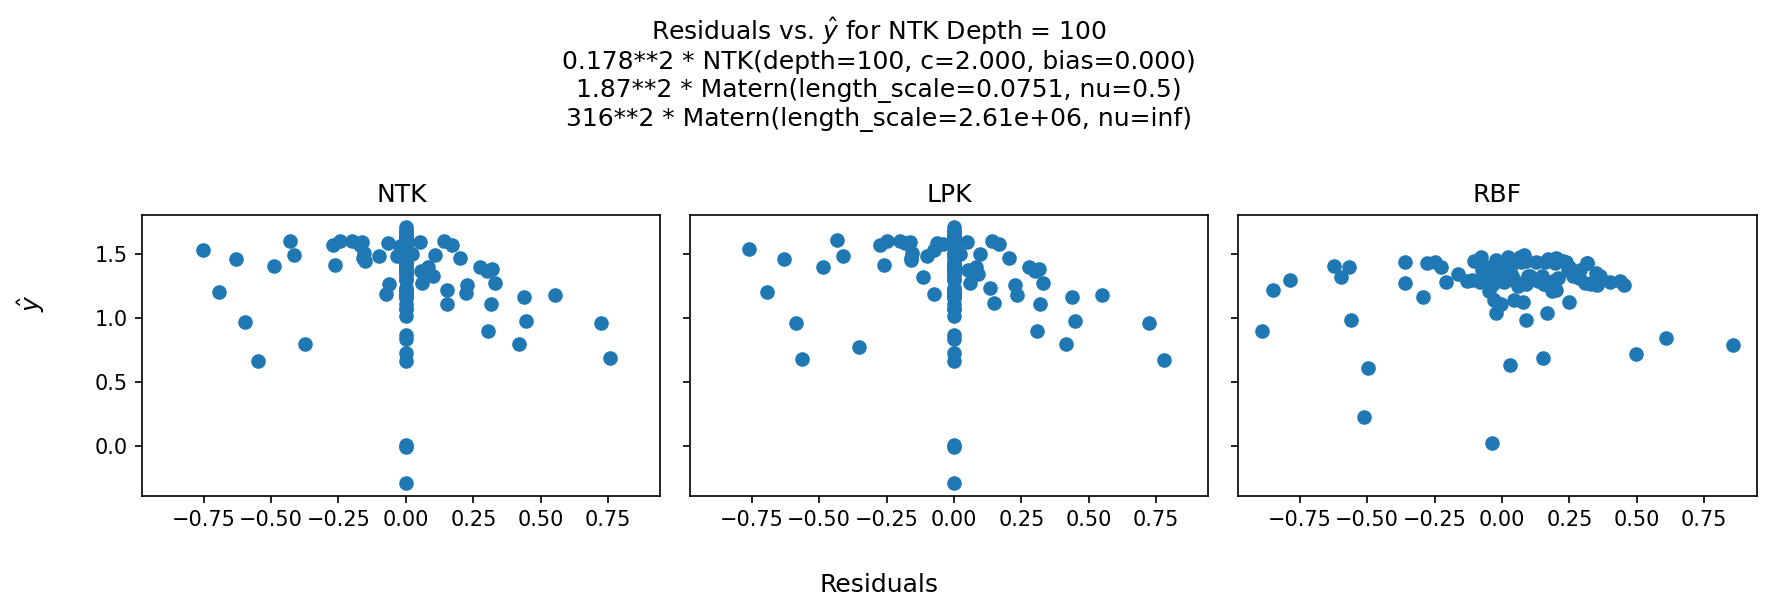 Residuals vs. ŷ for NTK Depth = 100
0.178**2 * NTK(depth=100, c=2.000, bias=0.000)
1.87**2 * Matern(length_scale=0.0751, nu=0.5)
316**2 * Matern(length_scale=2.61e+06, nu=inf)
NTK
LPK
RBF
ŷ
1.5
1.0
0.5
0.0
−0.75 −0.50 −0.25 0.00 0.25 0.50 0.75
−0.75 −0.50 −0.25 0.00 0.25 0.50 0.75
−0.75 −0.50 −0.25 0.00 0.25 0.50 0.75
Residuals